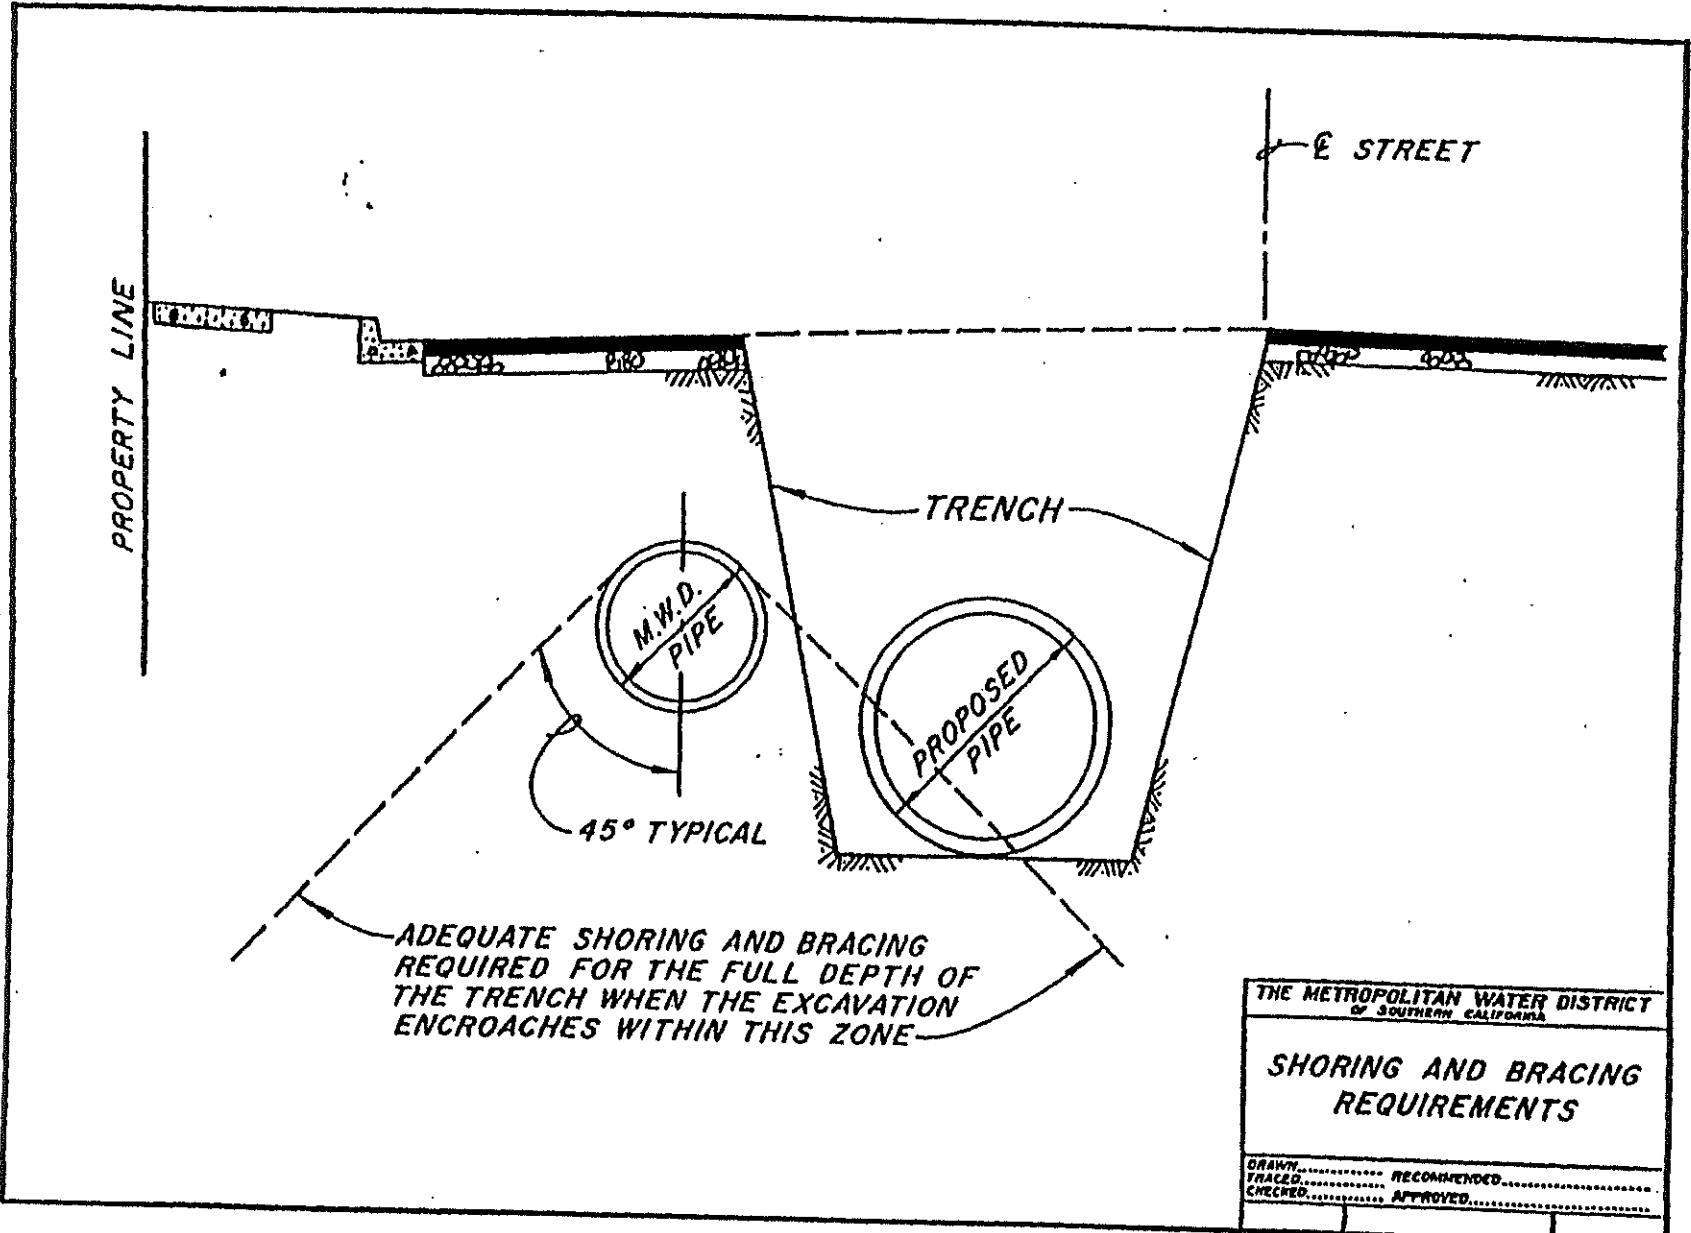 ℄ STREET
PROPERTY LINE
TRENCH
M.W.D.
PIPE
PROPOSED
PIPE
45° TYPICAL
ADEQUATE SHORING AND BRACING
REQUIRED FOR THE FULL DEPTH OF
THE TRENCH WHEN THE EXCAVATION
ENCROACHES WITHIN THIS ZONE
THE METROPOLITAN WATER DISTRICT
OF SOUTHERN CALIFORNIA
SHORING AND BRACING
REQUIREMENTS
DRAWN............. RECOMMENDED......................
TRACED.............
CHECKED............ APPROVED...........................